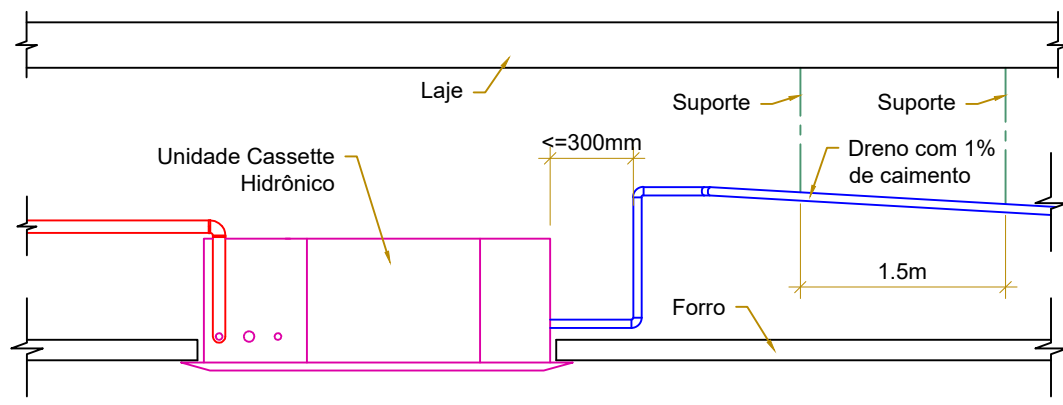 Laje
Suporte
Suporte
<=300mm
Unidade Cassette
Hidrônico
Dreno com 1%
de caimento
1.5m
Forro